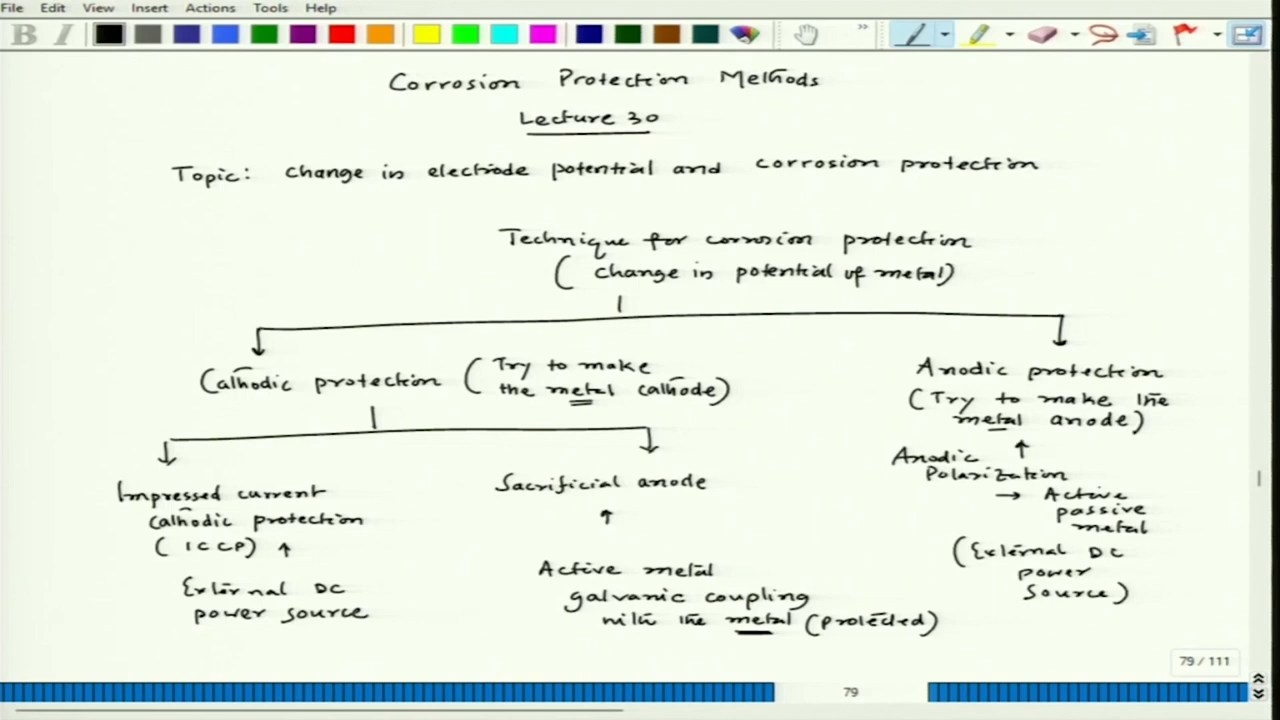 File Edit View Insert Actions Tools Help
B I
Corrosion Protection Methods
Lecture 30
Topic: change in electrode potential and corrosion protection
Technique for corrosion protection
(change in potential of metal)
Cathodic protection (Try to make
the metal cathode)
Anodic protection
(Try to make the
metal anode)
Impressed current
cathodic protection
(ICCP)
External DC
power source
Sacrificial anode
Active metal
galvanic coupling
with the metal (protected)
Anodic
Polarization
→ Active
passive
metal
(External DC
power
source)
79 / 111
79